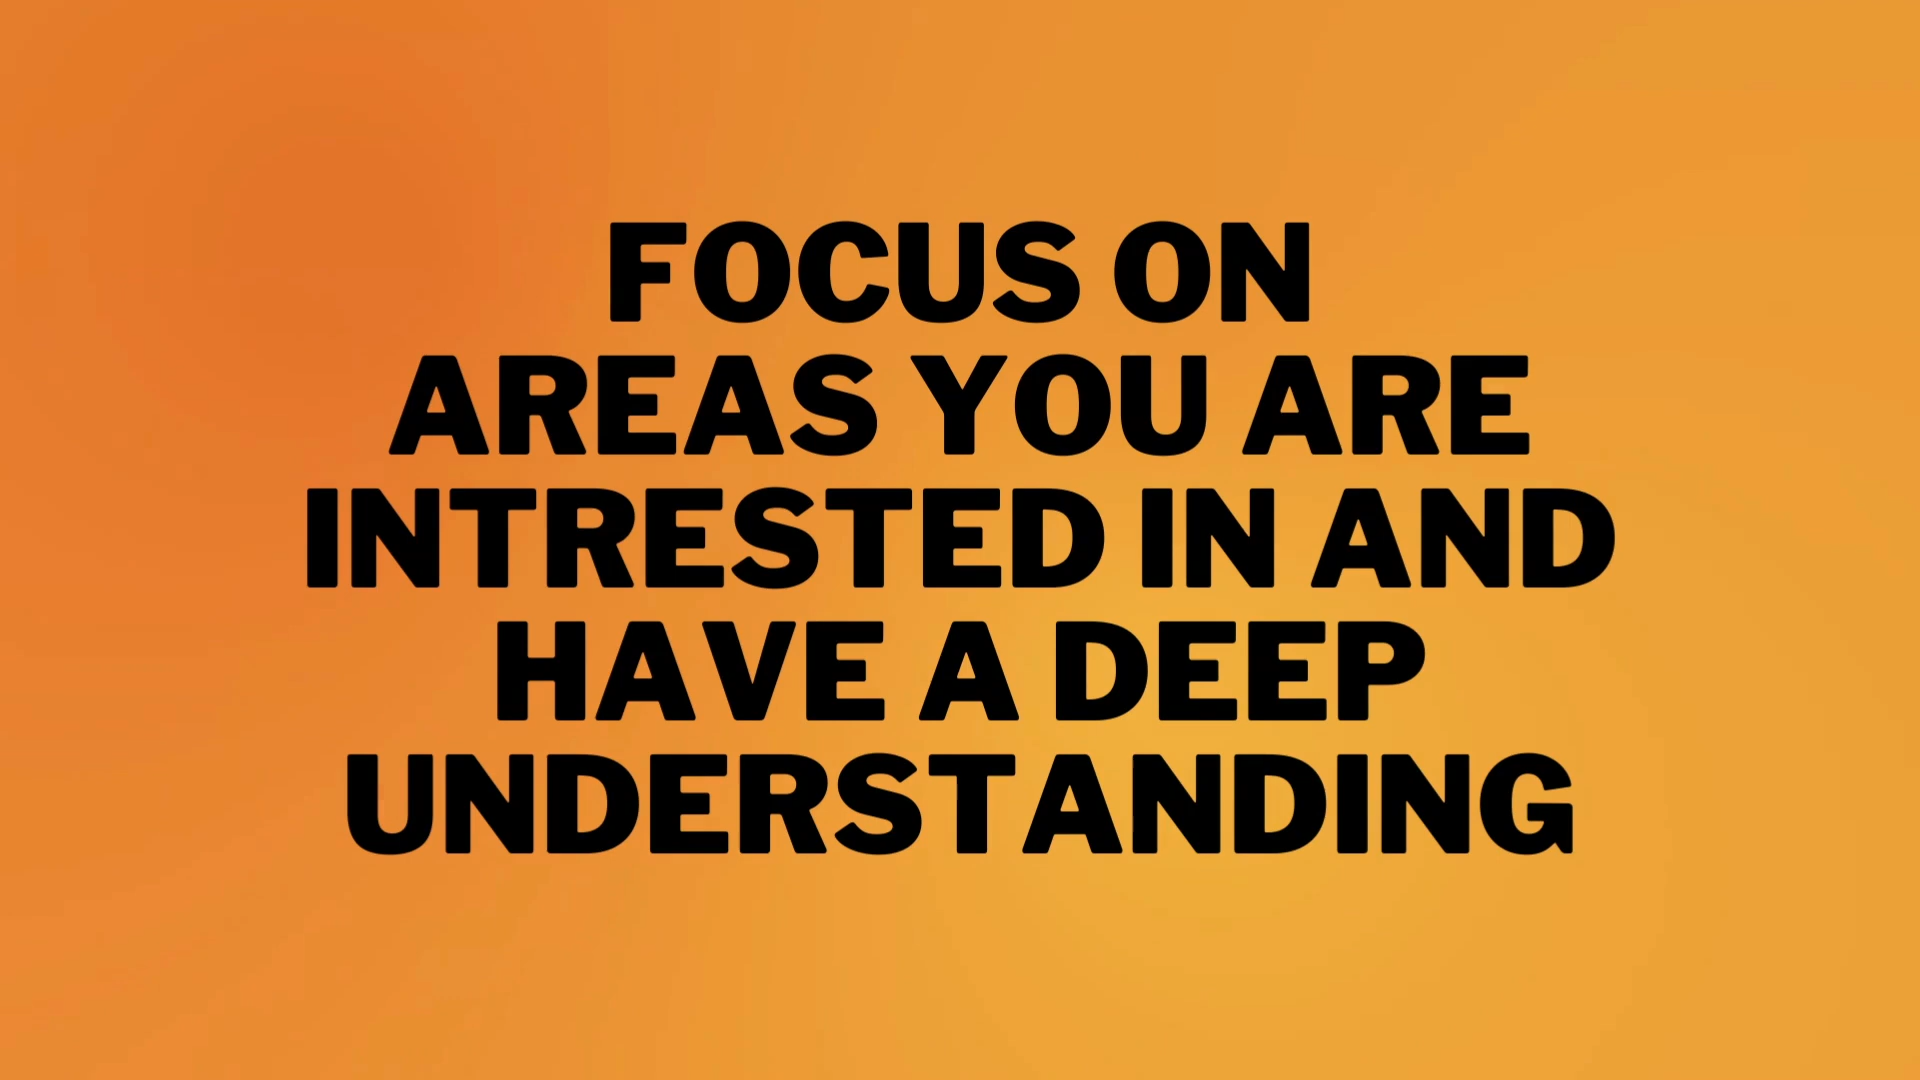 FOCUS ON
AREAS YOU ARE
INTRESTED IN AND
HAVE A DEEP
UNDERSTANDING